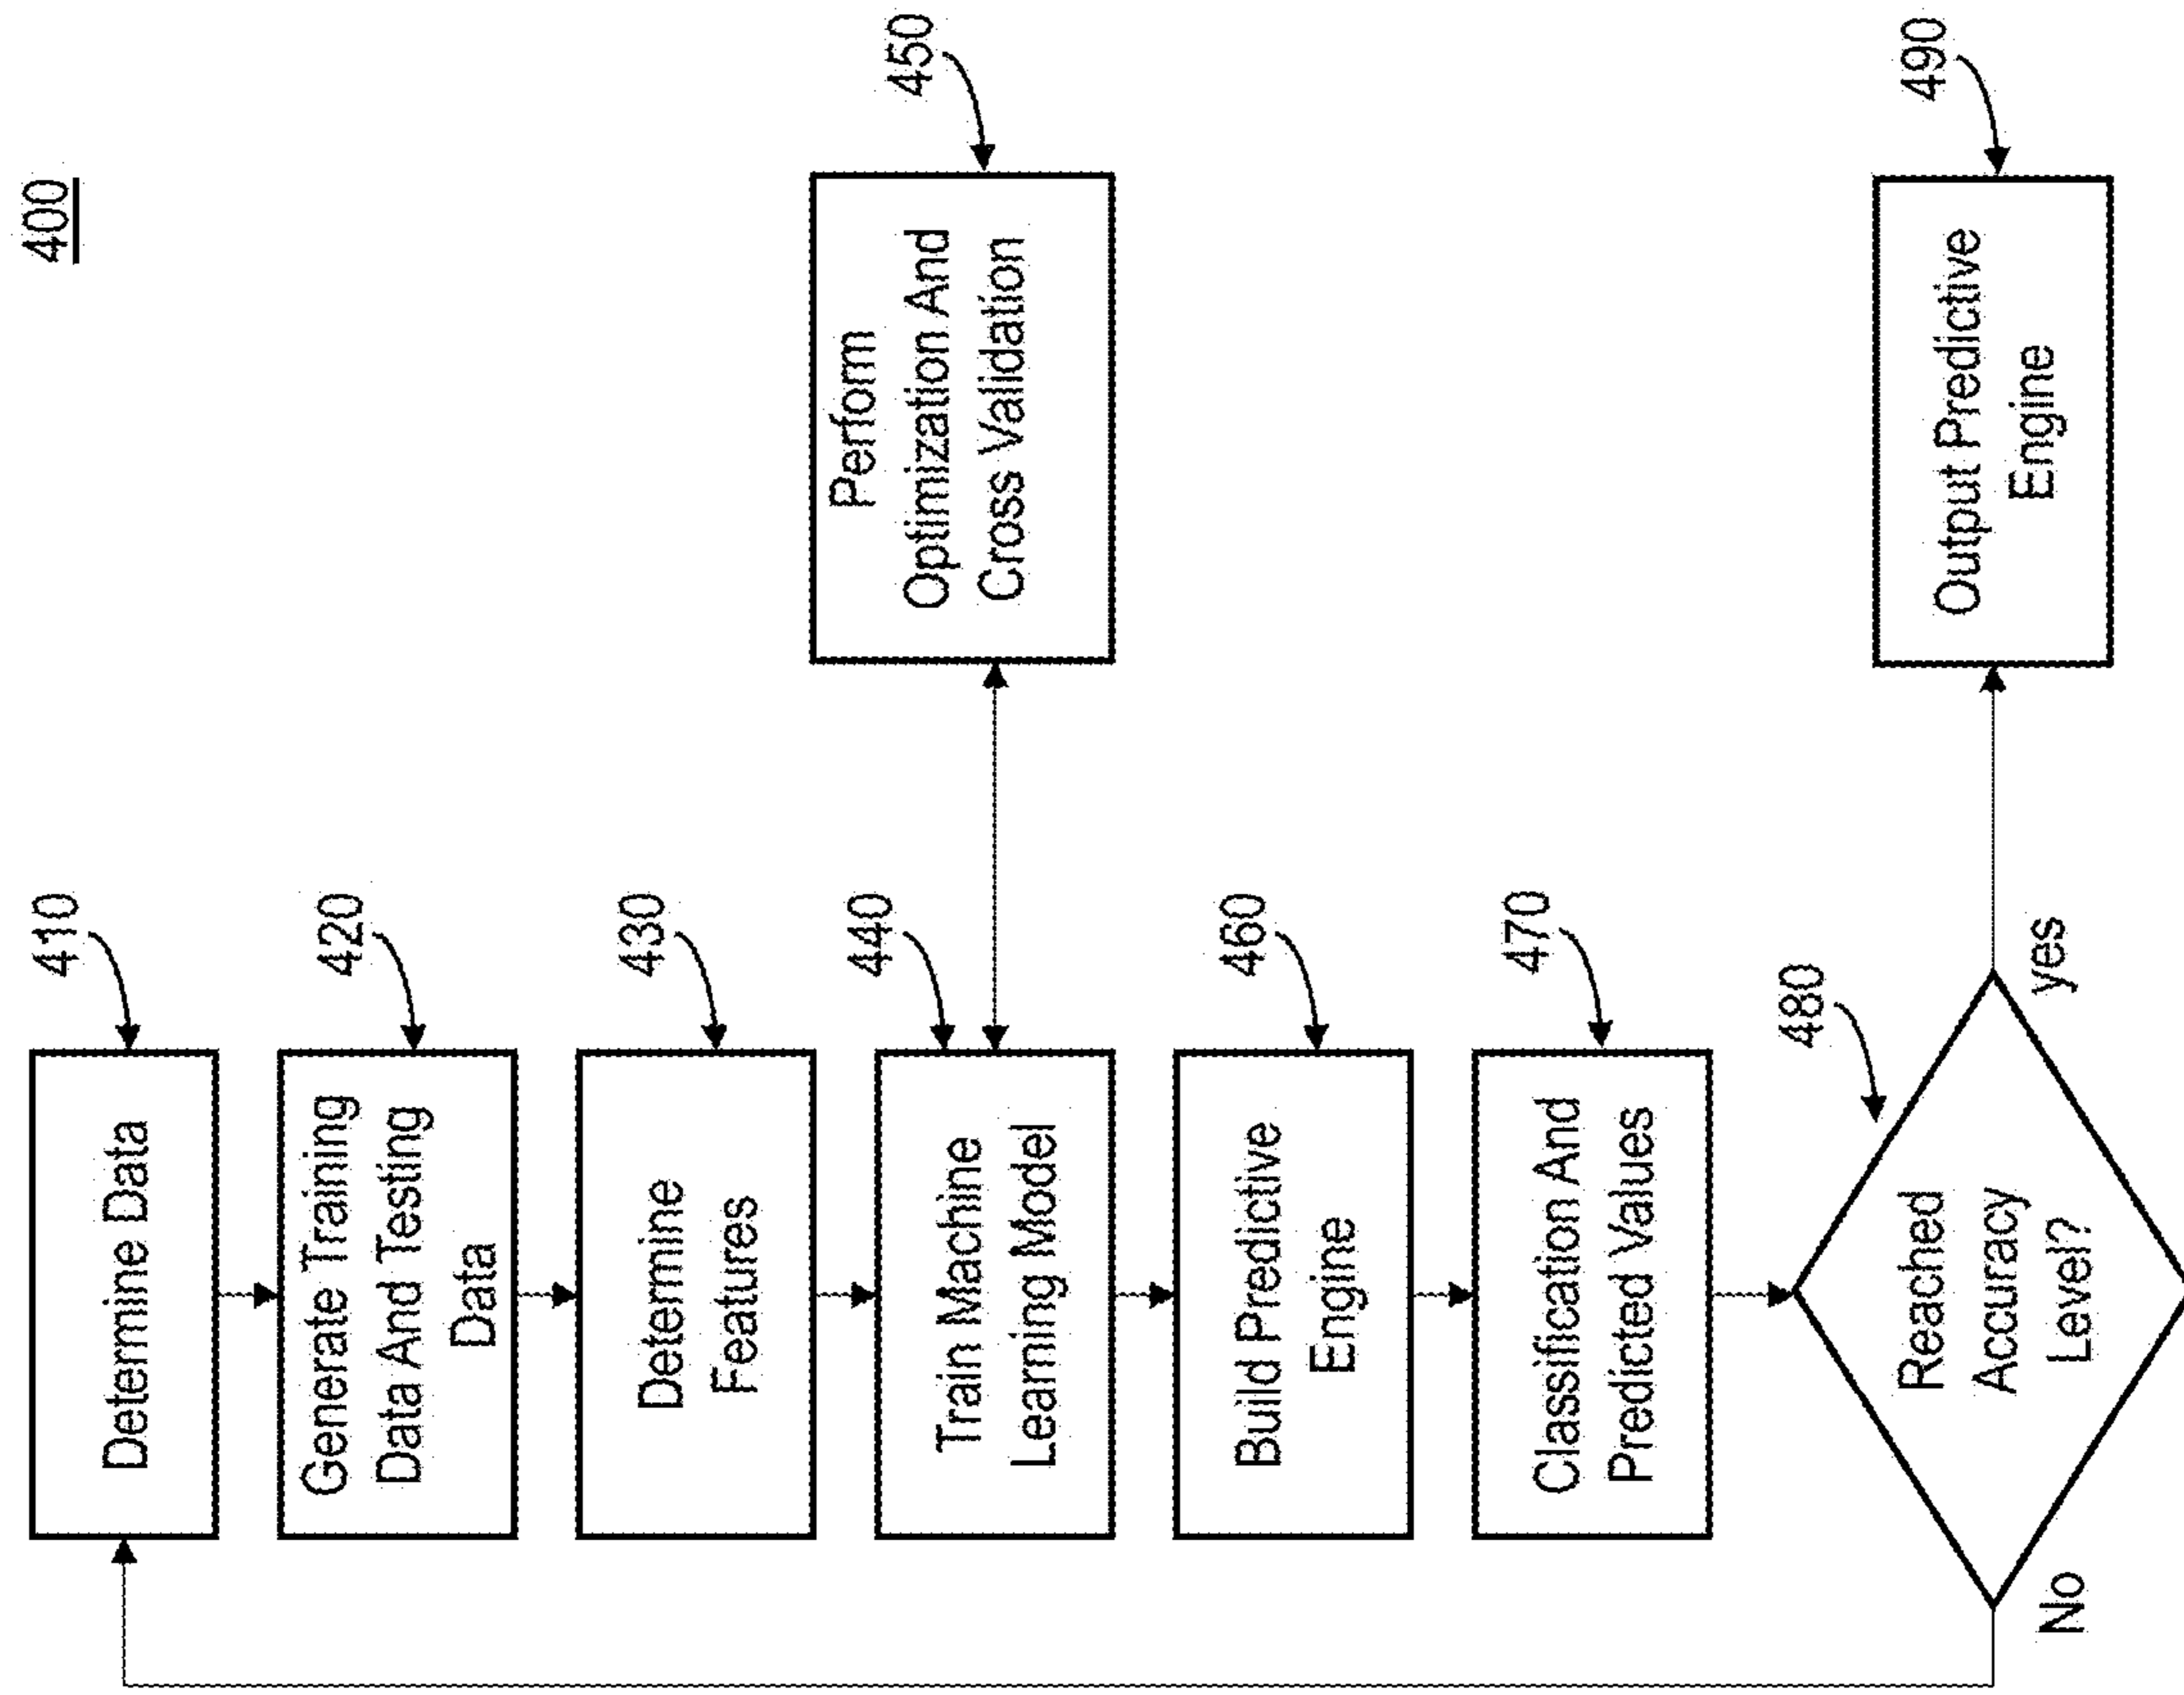 400
410
Determine Data
420
Generate Training
Data And Testing
Data
430
Determine
Features
440
Train Machine
Learning Model
450
Perform
Optimization And
Cross Validation
460
Build Predictive
Engine
470
Classification And
Predicted Values
480
Reached
Accuracy
Level?
No
yes
490
Output Predictive
Engine